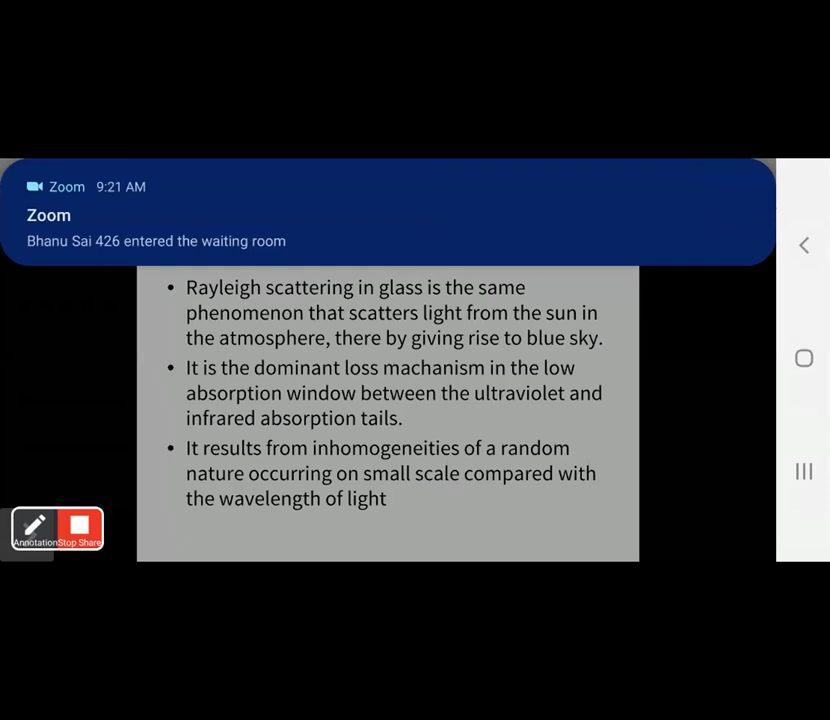 Zoom 9:21 AM
Zoom
Bhanu Sai 426 entered the waiting room
• Rayleigh scattering in glass is the same
phenomenon that scatters light from the sun in
the atmosphere, there by giving rise to blue sky.
• It is the dominant loss machanism in the low
absorption window between the ultraviolet and
infrared absorption tails.
• It results from inhomogeneities of a random
nature occurring on small scale compared with
the wavelength of light
Annotation Stop Share